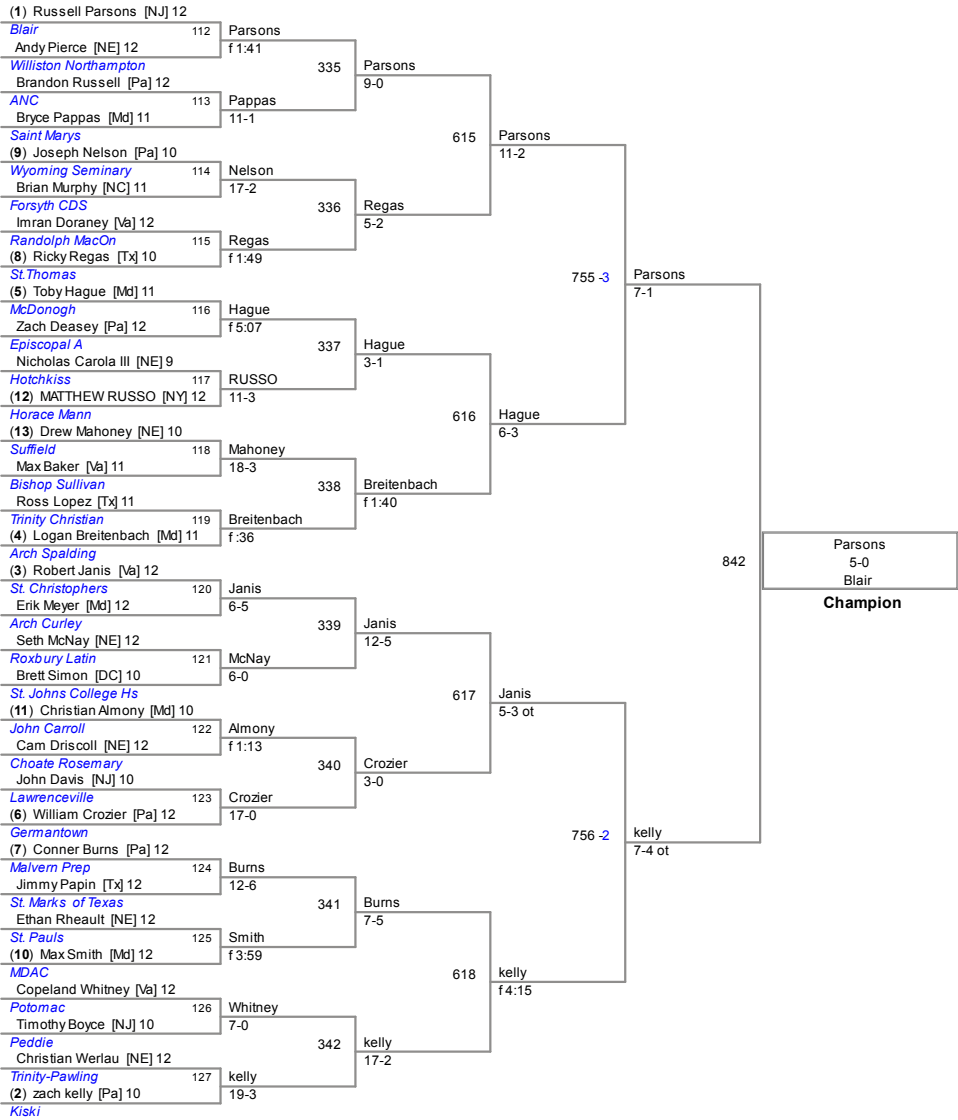 (1) Russell Parsons [NJ] 12
Blair 112 Parsons
Andy Pierce [NE] 12 f 1:41
Williston Northampton 335 Parsons
Brandon Russell [Pa] 12 9-0
ANC 113 Pappas
Bryce Pappas [Md] 11 11-1
Saint Marys 615 Parsons
(9) Joseph Nelson [Pa] 10 11-2
Wyoming Seminary 114 Nelson
Brian Murphy [NC] 11 17-2
Forsyth CDS 336 Regas
Imran Doraney [Va] 12 5-2
Randolph MacOn 115 Regas
(8) Ricky Regas [Tx] 10 f 1:49
St.Thomas 755 -3 Parsons
(5) Toby Hague [Md] 11 7-1
McDonogh 116 Hague
Zach Deasey [Pa] 12 f 5:07
Episcopal A 337 Hague
Nicholas Carola III [NE] 9 3-1
Hotchkiss 117 RUSSO
(12) MATTHEW RUSSO [NY] 12 11-3
Horace Mann 616 Hague
(13) Drew Mahoney [NE] 10 6-3
Suffield 118 Mahoney
Max Baker [Va] 11 18-3
Bishop Sullivan 338 Breitenbach
Ross Lopez [Tx] 11 f 1:40
Trinity Christian 119 Breitenbach
(4) Logan Breitenbach [Md] 11 f :36
Parsons
Arch Spalding 842 5-0
(3) Robert Janis [Va] 12 Blair
St. Christophers 120 Janis
Champion
Erik Meyer [Md] 12 6-5
Arch Curley 339 Janis
Seth McNay [NE] 12 12-5
Roxbury Latin 121 McNay
Brett Simon [DC] 10 6-0
St. Johns College Hs 617 Janis
(11) Christian Almony [Md] 10 5-3 ot
John Carroll 122 Almony
Cam Driscoll [NE] 12 f 1:13
Choate Rosemary 340 Crozier
John Davis [NJ] 10 3-0
Lawrenceville 123 Crozier
(6) William Crozier [Pa] 12 17-0
Germantown 756 -2 kelly
(7) Conner Burns [Pa] 12 7-4 ot
Malvern Prep 124 Burns
Jimmy Papin [Tx] 12 12-6
St. Marks of Texas 341 Burns
Ethan Rheault [NE] 12 7-5
St. Pauls 125 Smith
(10) Max Smith [Md] 12 f 3:59
MDAC 618 kelly
Copeland Whitney [Va] 12 f 4:15
Potomac 126 Whitney
Timothy Boyce [NJ] 10 7-0
Peddie 342 kelly
Christian Werlau [NE] 12 17-2
Trinity-Pawling 127 kelly
(2) zach kelly [Pa] 10 19-3
Kiski